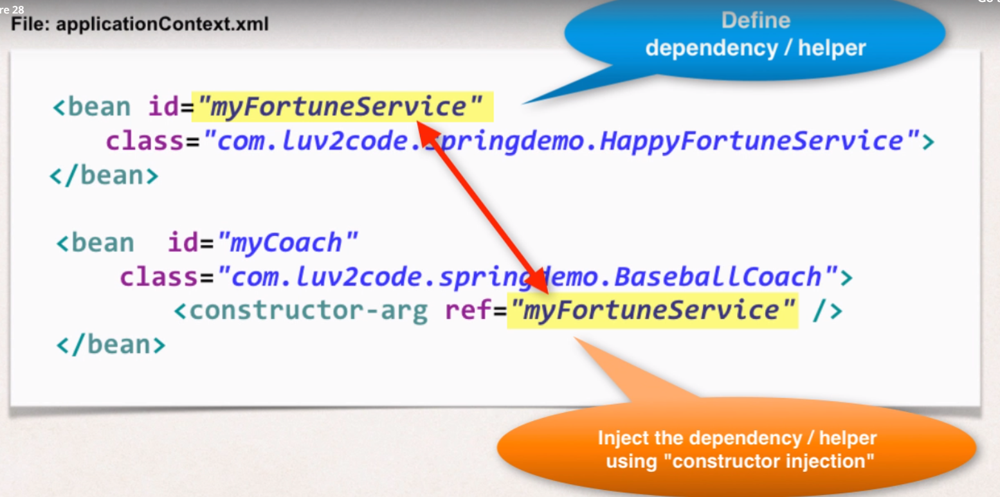 re 28
File: applicationContext.xml
Define
dependency / helper
<bean id="myFortuneService"
class="com.luv2code.springdemo.HappyFortuneService">
</bean>
<bean id="myCoach"
class="com.luv2code.springdemo.BaseballCoach">
<constructor-arg ref="myFortuneService" />
</bean>
Inject the dependency / helper
using "constructor injection"